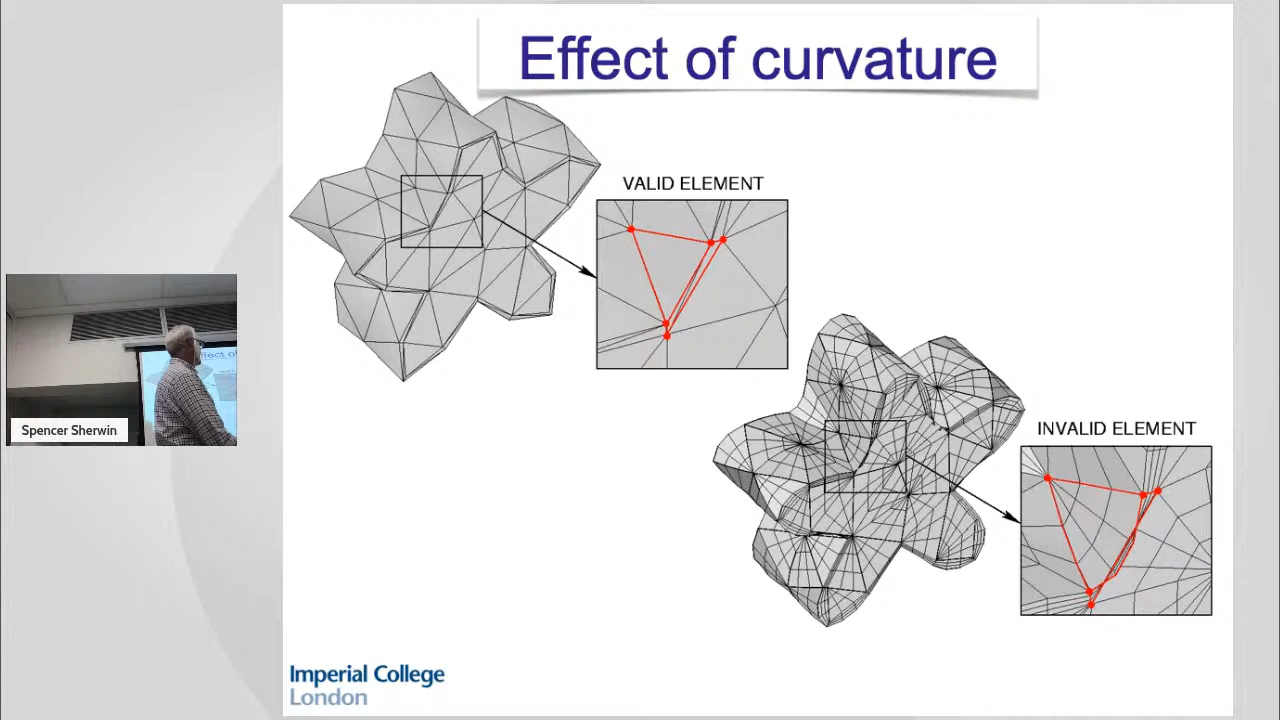 Effect of curvature
VALID ELEMENT
INVALID ELEMENT
Spencer Sherwin
Imperial College
London